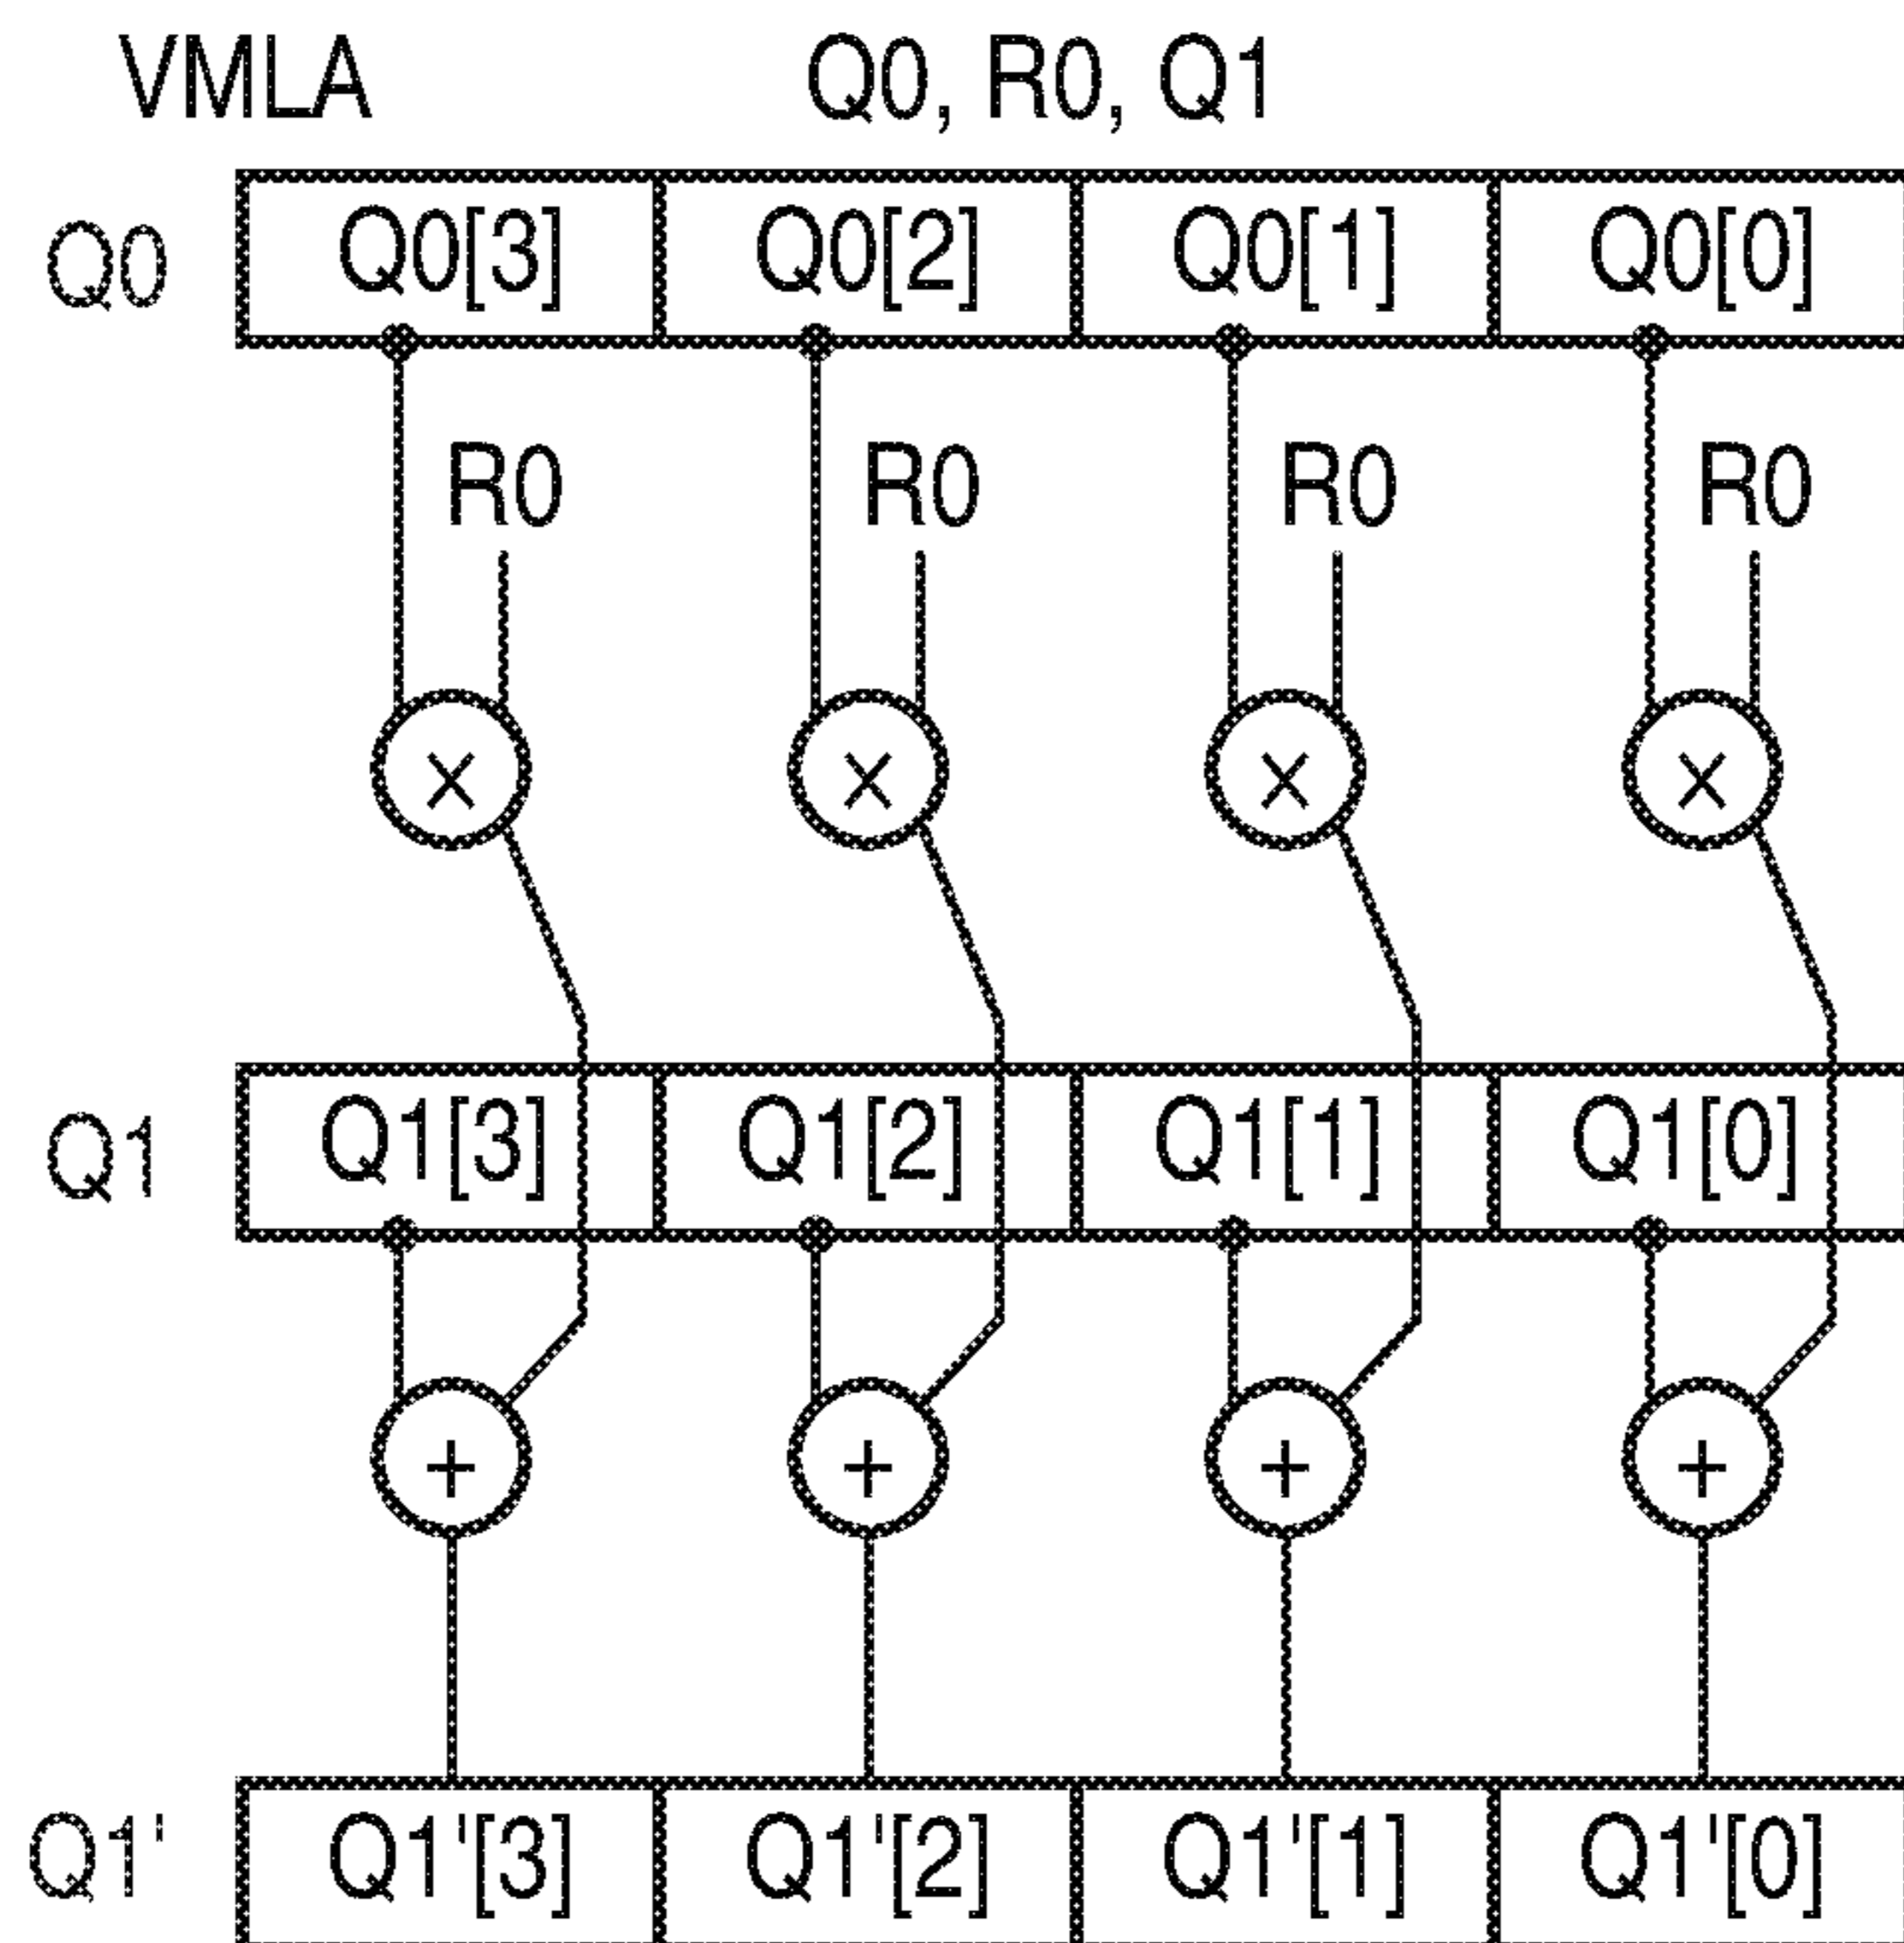 VMLA Q0, R0, Q1
Q0 Q0[3] Q0[2] Q0[1] Q0[0]
R0 R0 R0 R0
× × × ×
Q1 Q1[3] Q1[2] Q1[1] Q1[0]
+ + + +
Q1' Q1'[3] Q1'[2] Q1'[1] Q1'[0]